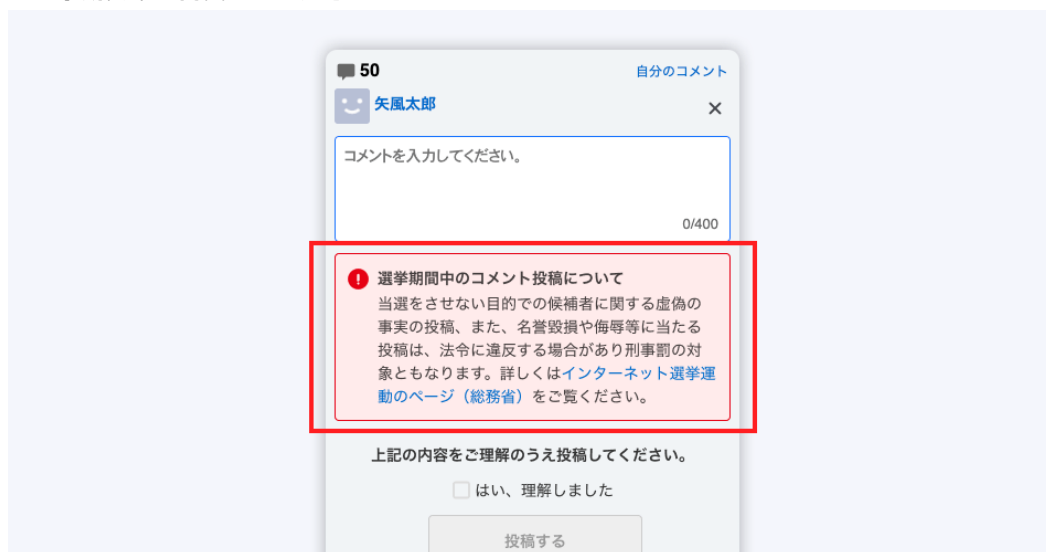 50
自分のコメント
矢風太郎
コメントを入力してください。
0/400
選挙期間中のコメント投稿について
当選をさせない目的での候補者に関する虚偽の
事実の投稿、また、名誉毀損や侮辱等に当たる
投稿は、法令に違反する場合があり刑事罰の対
象ともなります。詳しくはインターネット選挙運
動のページ（総務省）をご覧ください。
上記の内容をご理解のうえ投稿してください。
はい、理解しました
投稿する